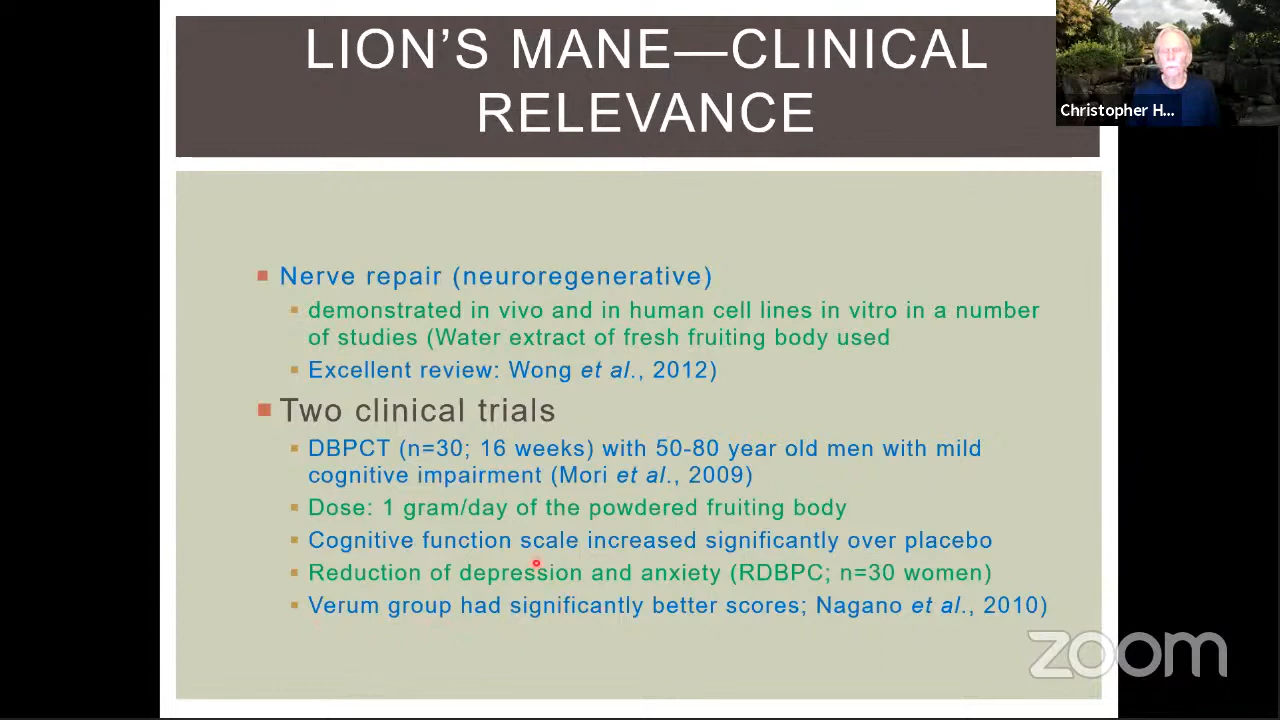 LION'S MANE—CLINICAL
RELEVANCE
Christopher H...
Nerve repair (neuroregenerative)
demonstrated in vivo and in human cell lines in vitro in a number
of studies (Water extract of fresh fruiting body used
Excellent review: Wong et al., 2012)
Two clinical trials
DBPCT (n=30; 16 weeks) with 50-80 year old men with mild
cognitive impairment (Mori et al., 2009)
Dose: 1 gram/day of the powdered fruiting body
Cognitive function scale increased significantly over placebo
Reduction of depression and anxiety (RDBPC; n=30 women)
Verum group had significantly better scores; Nagano et al., 2010)
zoom